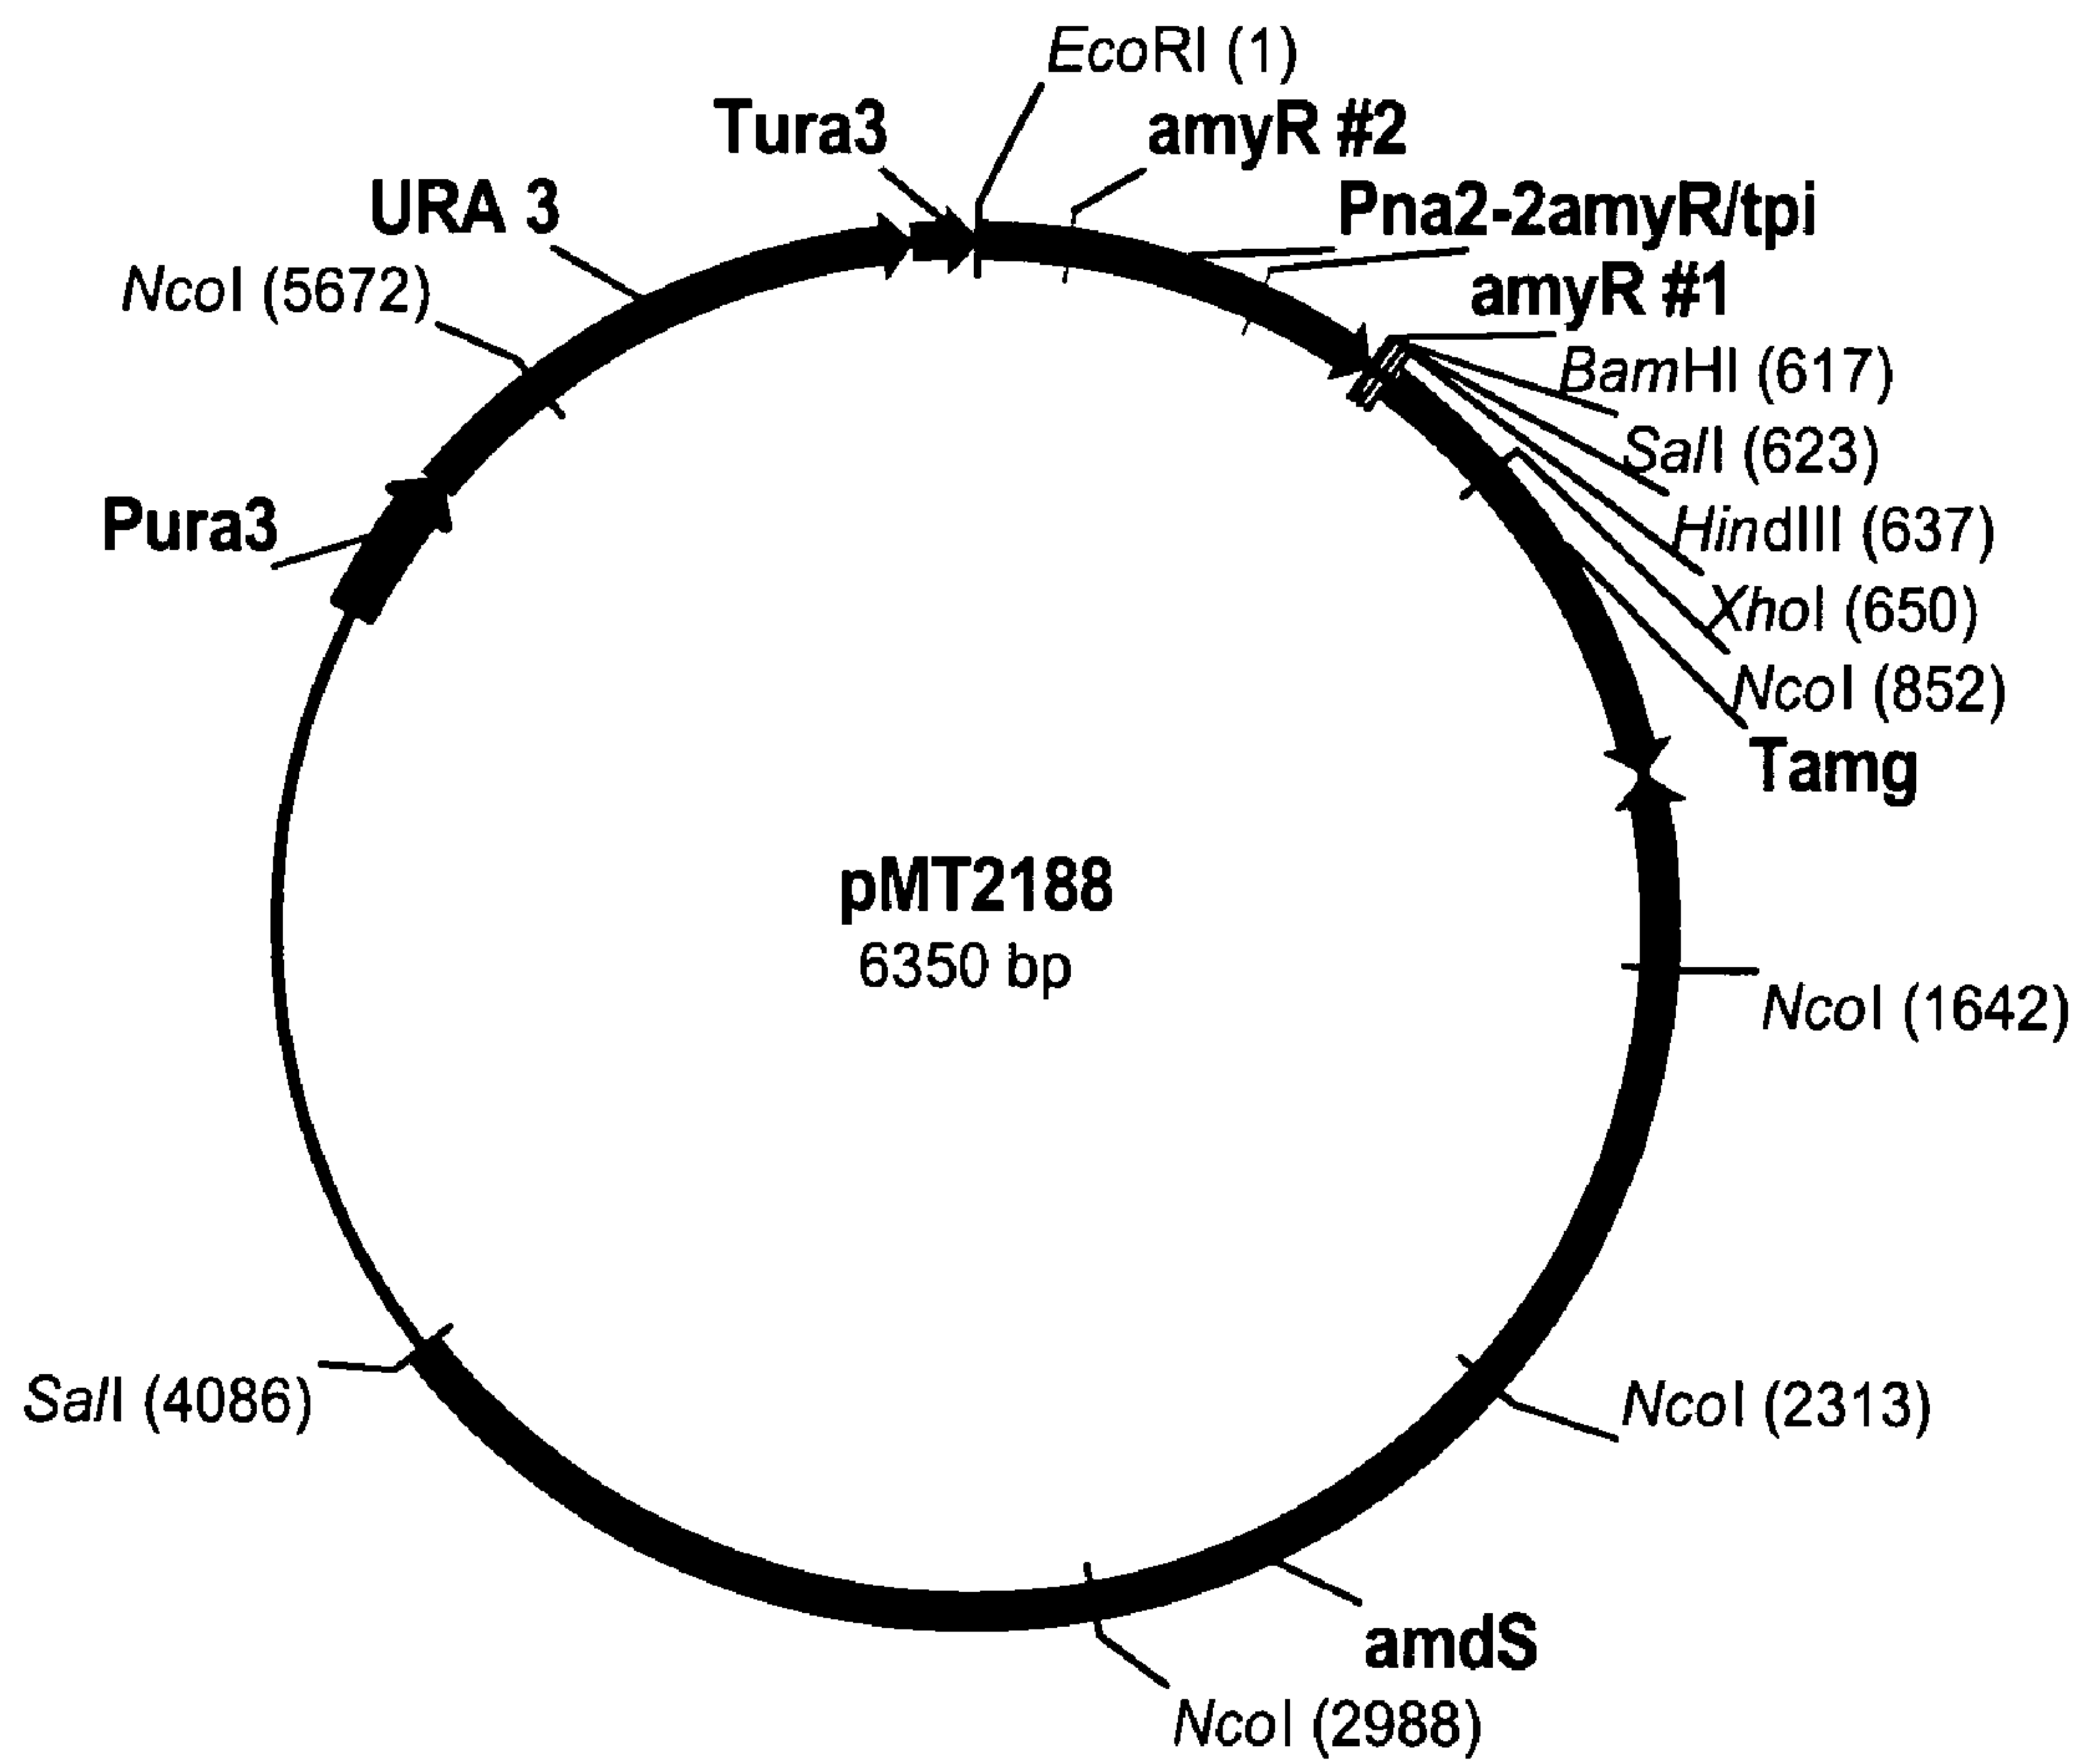 EcoRI (1)
Tura3
amyR #2
URA 3
Pna2-2amyR/tpi
NcoI (5672)
amyR #1
BamHI (617)
SalI (623)
Pura3
HindIII (637)
XhoI (650)
NcoI (852)
Tamg
pMT2188
6350 bp
NcoI (1642)
SalI (4086)
NcoI (2313)
amdS
NcoI (2988)